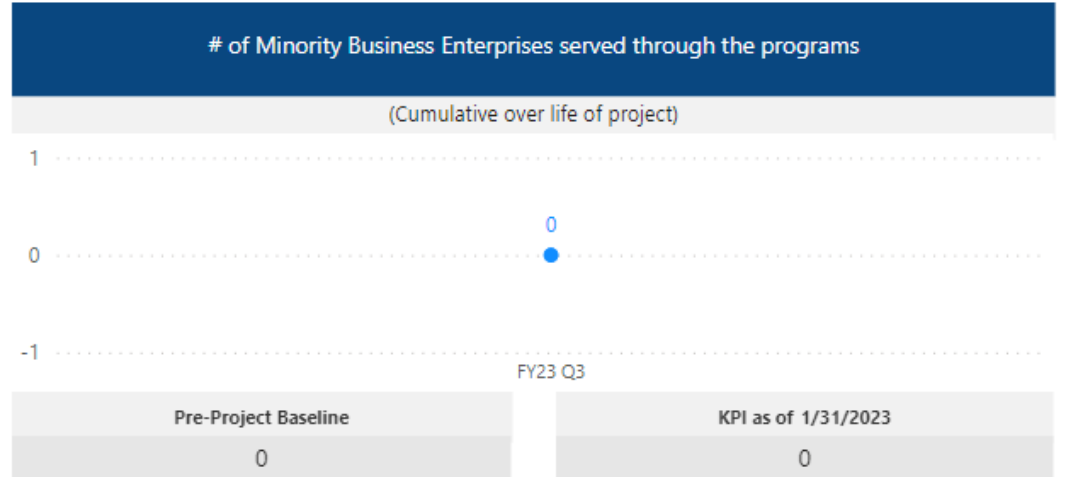 # of Minority Business Enterprises served through the programs
(Cumulative over life of project)
1
0
0
-1
FY23 Q3
Pre-Project Baseline
KPI as of 1/31/2023
0
0